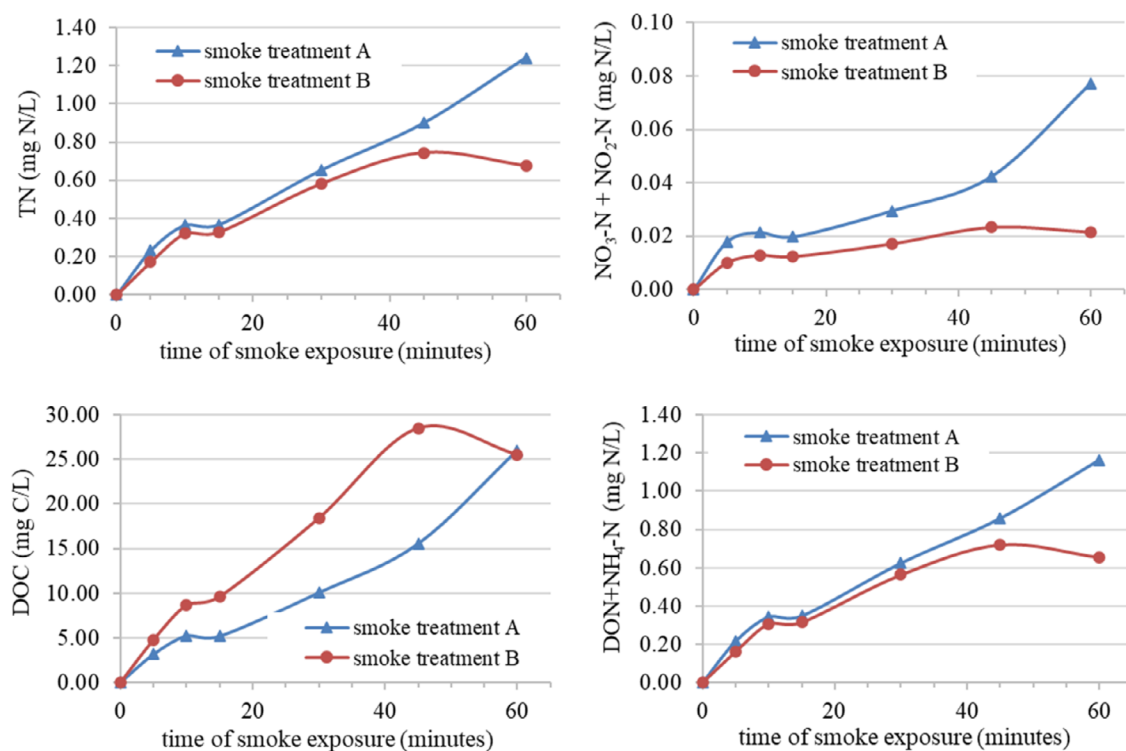 TN (mg N/L)
1.40
1.20
1.00
0.80
0.60
0.40
0.20
0.00
smoke treatment A
smoke treatment B
0 20 40 60
time of smoke exposure (minutes)
NO₃-N + NO₂-N (mg N/L)
0.10
0.08
0.06
0.04
0.02
0.00
smoke treatment A
smoke treatment B
0 20 40 60
time of smoke exposure (minutes)
DOC (mg C/L)
30.00
25.00
20.00
15.00
10.00
5.00
0.00
smoke treatment A
smoke treatment B
0 20 40 60
time of smoke exposure (minutes)
DON+NH₄-N (mg N/L)
1.40
1.20
1.00
0.80
0.60
0.40
0.20
0.00
smoke treatment A
smoke treatment B
0 20 40 60
time of smoke exposure (minutes)